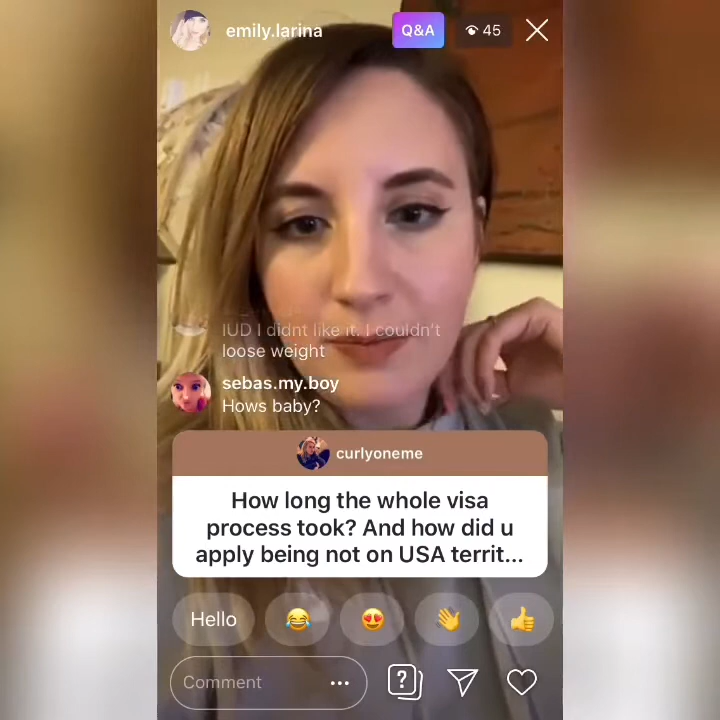 emily.larina
Q&A
45
IUD I didnt like it. I couldn't
loose weight
sebas.my.boy
Hows baby?
curlyoneme
How long the whole visa
process took? And how did u
apply being not on USA territ...
Hello
Comment